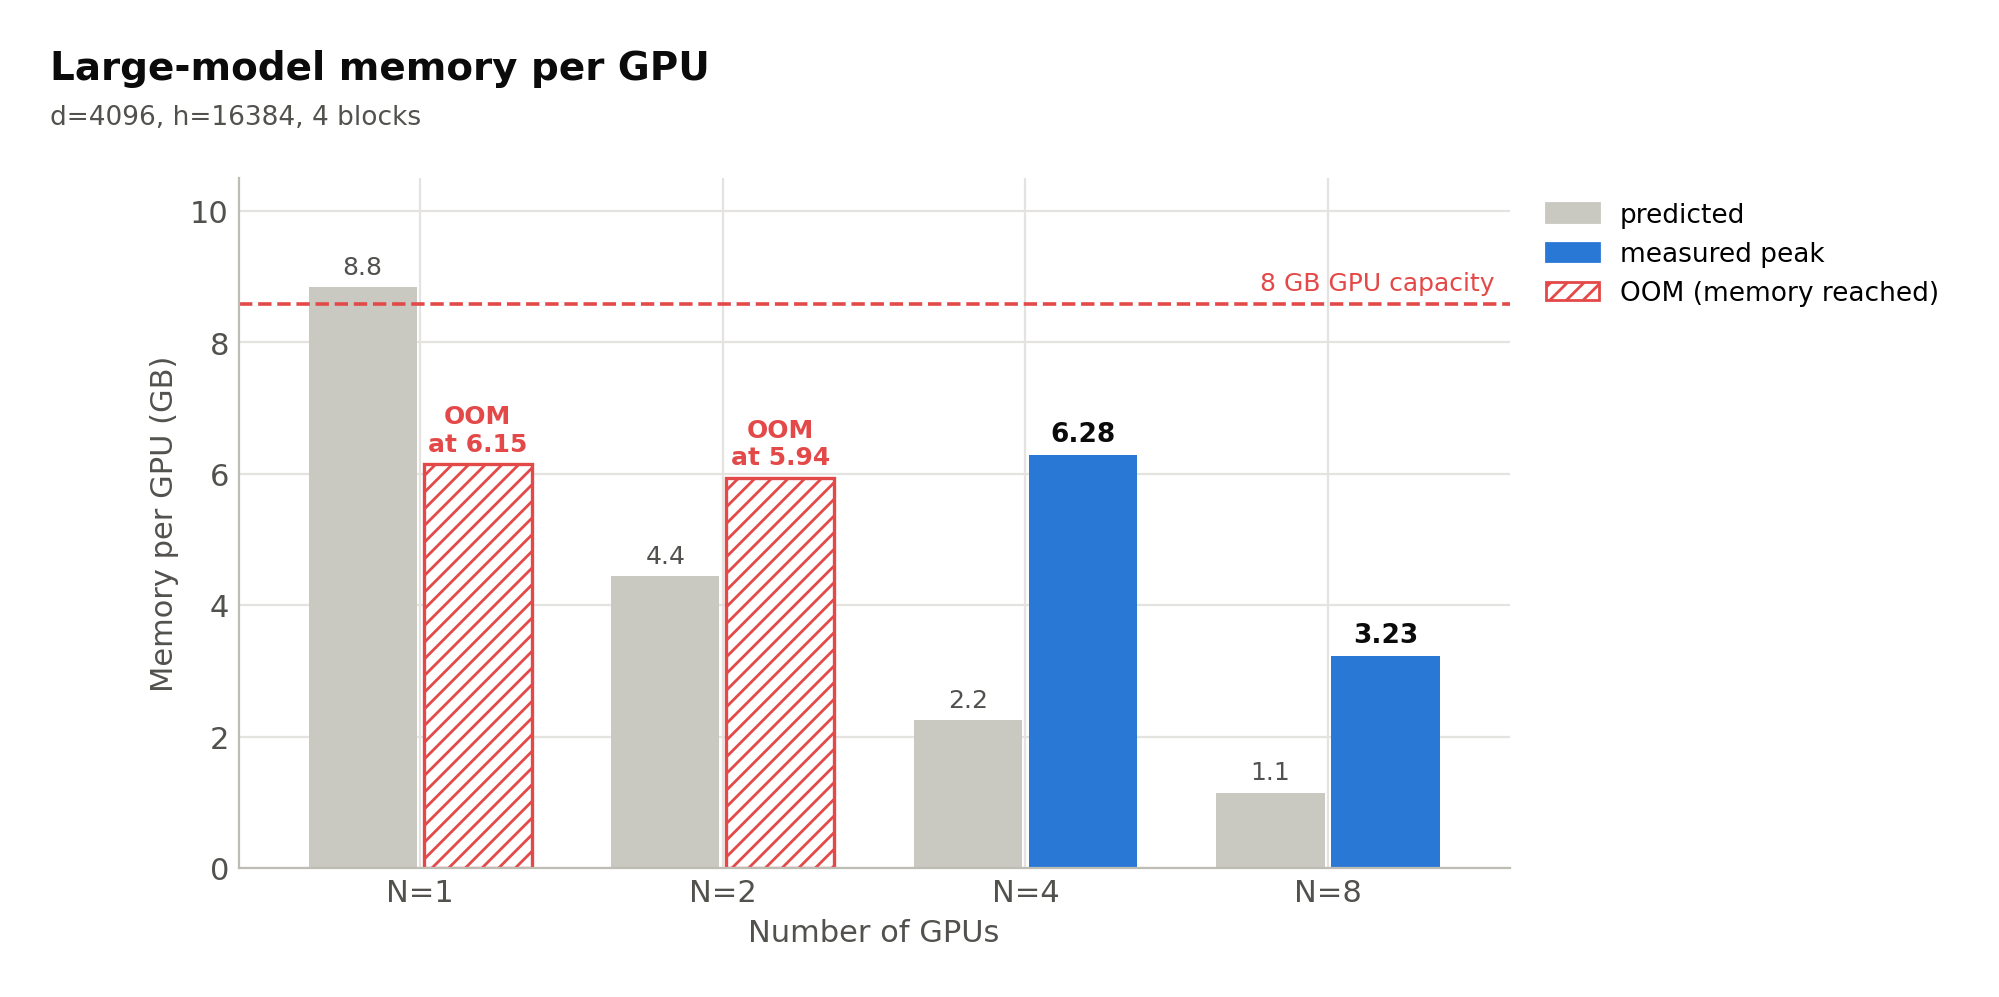 Large-model memory per GPU
d=4096, h=16384, 4 blocks
Memory per GPU (GB)
10
8
6
4
2
0
8.8
OOM
at 6.15
4.4
OOM
at 5.94
2.2
6.28
1.1
3.23
8 GB GPU capacity
N=1
N=2
N=4
N=8
Number of GPUs
predicted
measured peak
OOM (memory reached)